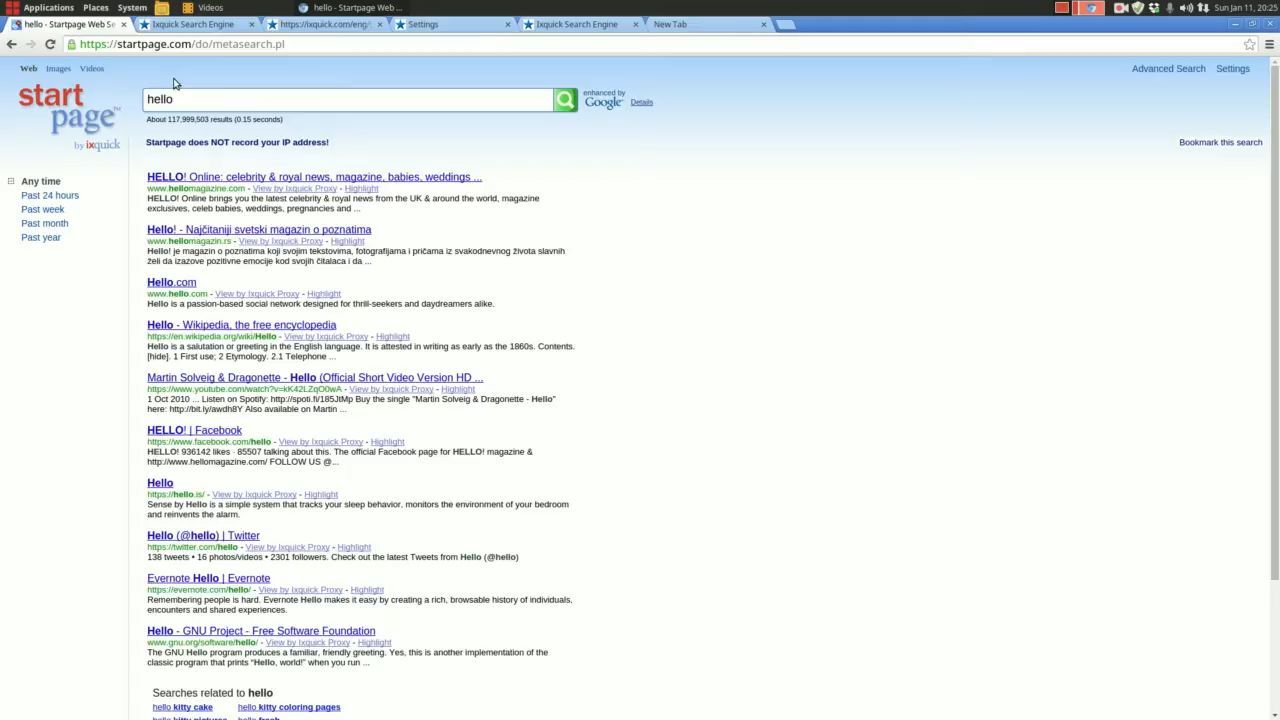 Applications Places System Videos hello - Startpage Web ... Sun Jan 11, 20:25
hello - Startpage Web Se Ixquick Search Engine https://ixquick.com/eng/ Settings Ixquick Search Engine New Tab
https://startpage.com/do/metasearch.pl
Web Images Videos Advanced Search Settings
start
page™
by ixquick
hello
enhanced by
Google Details
About 117,999,503 results (0.15 seconds)
Startpage does NOT record your IP address! Bookmark this search
Any time
Past 24 hours
Past week
Past month
Past year
HELLO! Online: celebrity & royal news, magazine, babies, weddings ...
www.hellomagazine.com - View by Ixquick Proxy - Highlight
HELLO! Online brings you the latest celebrity & royal news from the UK & around the world, magazine
exclusives, celeb babies, weddings, pregnancies and ...
Hello! - Najčitaniji svetski magazin o poznatima
www.hellomagazin.rs - View by Ixquick Proxy - Highlight
Hello! je magazin o poznatima koji svojim tekstovima, fotografijama i pričama iz svakodnevnog života slavnih
želi da izazove pozitivne emocije kod svojih čitalaca i da ...
Hello.com
www.hello.com - View by Ixquick Proxy - Highlight
Hello is a passion-based social network designed for thrill-seekers and daydreamers alike.
Hello - Wikipedia, the free encyclopedia
https://en.wikipedia.org/wiki/Hello - View by Ixquick Proxy - Highlight
Hello is a salutation or greeting in the English language. It is attested in writing as early as the 1860s. Contents.
[hide]. 1 First use; 2 Etymology. 2.1 Telephone ...
Martin Solveig & Dragonette - Hello (Official Short Video Version HD ...
https://www.youtube.com/watch?v=kK42LZqO0wA - View by Ixquick Proxy - Highlight
1 Oct 2010 ... Listen on Spotify: http://spoti.fi/185JtMp Buy the single "Martin Solveig & Dragonette - Hello"
here: http://bit.ly/awdh8Y Also available on Martin ...
HELLO! | Facebook
https://www.facebook.com/hello - View by Ixquick Proxy - Highlight
HELLO! 936142 likes · 85507 talking about this. The official Facebook page for HELLO! magazine &
http://www.hellomagazine.com/ FOLLOW US @...
Hello
https://hello.is/ - View by Ixquick Proxy - Highlight
Sense by Hello is a simple system that tracks your sleep behavior, monitors the environment of your bedroom
and reinvents the alarm.
Hello (@hello) | Twitter
https://twitter.com/hello - View by Ixquick Proxy - Highlight
138 tweets • 16 photos/videos • 2301 followers. Check out the latest Tweets from Hello (@hello)
Evernote Hello | Evernote
https://evernote.com/hello/ - View by Ixquick Proxy - Highlight
Remembering people is hard. Evernote Hello makes it easy by creating a rich, browsable history of individuals,
encounters and shared experiences.
Hello - GNU Project - Free Software Foundation
www.gnu.org/software/hello/ - View by Ixquick Proxy - Highlight
The GNU Hello program produces a familiar, friendly greeting. Yes, this is another implementation of the
classic program that prints “Hello, world!” when you run ...
Searches related to hello
hello kitty cake hello kitty coloring pages
hello kitty pictures hello fresh